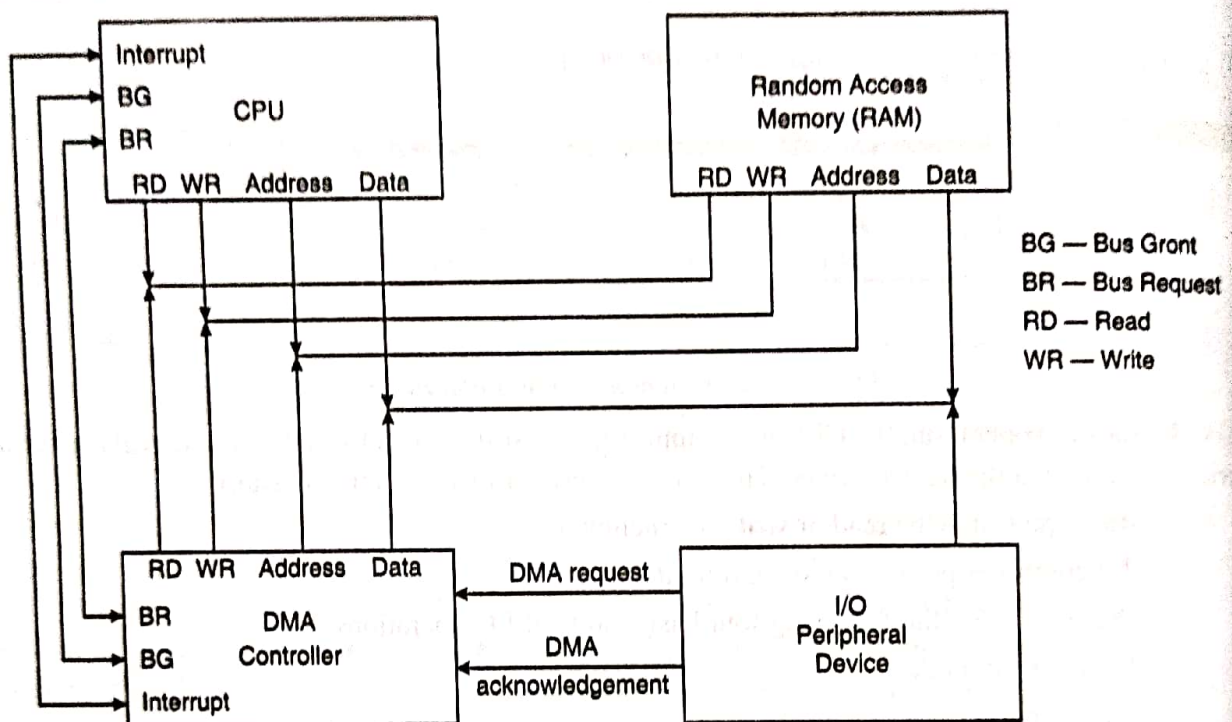 Interrupt
BG
CPU
BR
RD WR Address Data
Random Access
Memory (RAM)
RD WR Address Data
BG — Bus Gront
BR — Bus Request
RD — Read
WR — Write
RD WR Address Data
BR
DMA
Controller
BG
Interrupt
DMA request
DMA
acknowledgement
I/O
Peripheral
Device